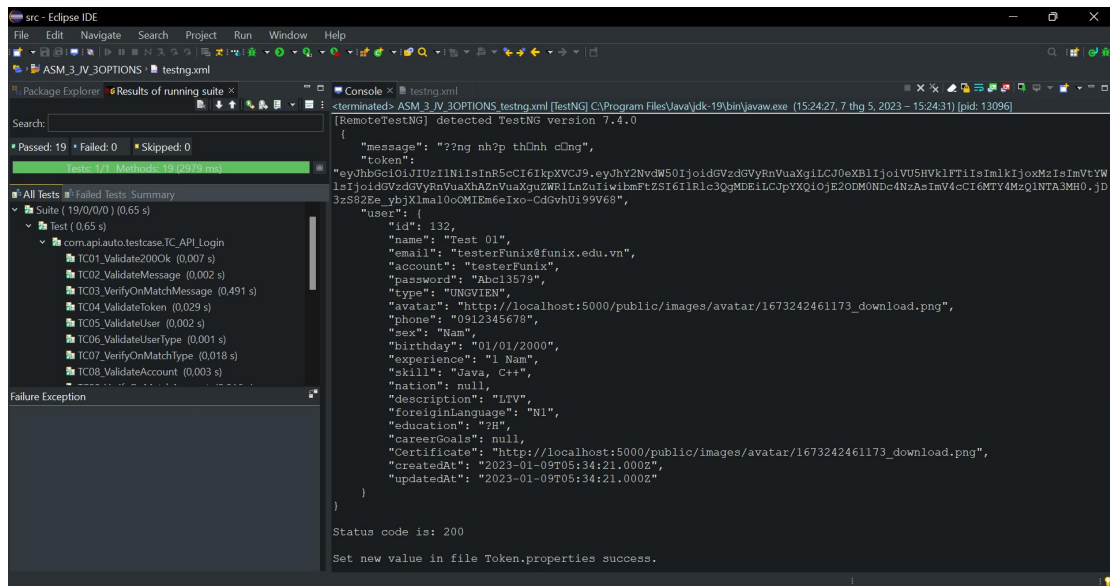 src - Eclipse IDE
File Edit Navigate Search Project Run Window Help
ASM_3_JV_3OPTIONS testng.xml
Package Explorer Results of running suite
Search:
Passed: 19 Failed: 0 Skipped: 0
Tests: 1/1 Methods: 19 (2979 ms)
All Tests Failed Tests Summary
Suite ( 19/0/0/0 ) (0,65 s)
Test ( 0,65 s)
com.api.auto.testcase.TC_API_Login
TC01_Validate200Ok (0,007 s)
TC02_ValidateMessage (0,002 s)
TC03_VerifyOnMatchMessage (0,491 s)
TC04_ValidateToken (0,029 s)
TC05_ValidateUser (0,002 s)
TC06_ValidateUserType (0,001 s)
TC07_VerifyOnMatchType (0,018 s)
TC08_ValidateAccount (0,003 s)
Failure Exception
Console testng.xml
<terminated> ASM_3_JV_3OPTIONS_testng.xml [TestNG] C:\Program Files\Java\jdk-19\bin\javaw.exe (15:24:27, 7 thg 5, 2023 – 15:24:31) [pid: 13096]
[RemoteTestNG] detected TestNG version 7.4.0
{
"message": "??ng nh?p th□nh c□ng",
"token":
"eyJhbGciOiJIUzI1NiIsInR5cCI6IkpXVCJ9.eyJhY2NvdW50IjoidGVzdGVyRnVuaXgiLCJ0eXBlIjoiVU5HVklFTiIsImlkIjoxMzIsImVtYW
lsIjoidGVzdGVyRnVuaXhAZnVuaXguZWR1LnZuIiwibmFtZSI6IlRlc3QgMDEiLCJpYXQiOjE2ODM0NDc4NzAsImV4cCI6MTY4MzQ1NTA3MH0.jD
3zS82Ee_ybjXlmal0oOMIEm6eIxo-CdGvhUi99V68",
"user": {
"id": 132,
"name": "Test 01",
"email": "testerFunix@funix.edu.vn",
"account": "testerFunix",
"password": "Abc13579",
"type": "UNGVIEN",
"avatar": "http://localhost:5000/public/images/avatar/1673242461173_download.png",
"phone": "0912345678",
"sex": "Nam",
"birthday": "01/01/2000",
"experience": "1 Nam",
"skill": "Java, C++",
"nation": null,
"description": "LTV",
"foreiginLanguage": "N1",
"education": "?H",
"careerGoals": null,
"Certificate": "http://localhost:5000/public/images/avatar/1673242461173_download.png",
"createdAt": "2023-01-09T05:34:21.000Z",
"updatedAt": "2023-01-09T05:34:21.000Z"
}
}
Status code is: 200
Set new value in file Token.properties success.